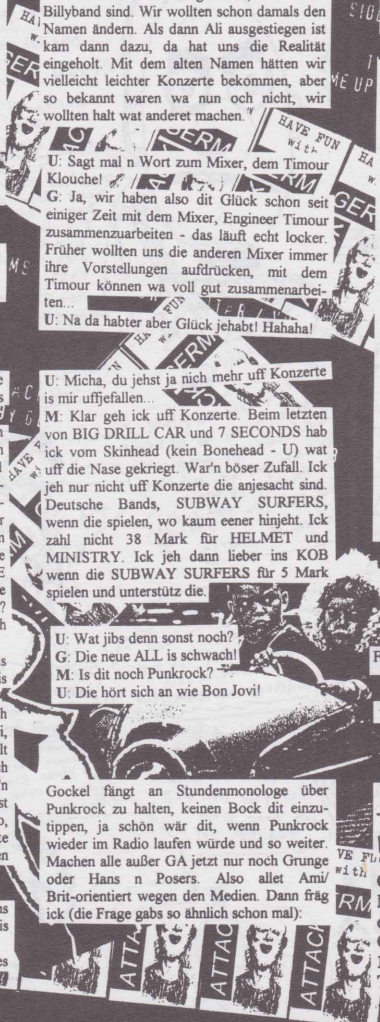 Billyband sind. Wir wollten schon damals den
Namen ändern. Als dann Ali ausgestiegen ist
kam dann dazu, da hat uns die Realität
eingeholt. Mit dem alten Namen hätten wir
vielleicht leichter Konzerte bekommen, aber
so bekannt waren wa nun och nicht, wir
wollten halt wat anderet machen."
U: Sagt mal n Wort zum Mixer, dem Timour
Klouche!
G: Ja, wir haben also dit Glück schon seit
einiger Zeit mit dem Mixer, Engineer Timour
zusammenzuarbeiten - das läuft echt locker.
Früher wollten uns die anderen Mixer immer
ihre Vorstellungen aufdrücken, mit dem
Timour können wa voll gut zusammenarbei-
ten...
U: Na da habter aber Glück jehabt! Hahaha!
U: Micha, du jehst ja nich mehr uff Konzerte
is mir uffjefallen...
M: Klar geh ick uff Konzerte. Beim letzten
von BIG DRILL CAR und 7 SECONDS hab
ick vom Skinhead (kein Bonehead - U) wat
uff die Nase gekriegt. War'n böser Zufall. Ick
jeh nur nicht uff Konzerte die anjesacht sind.
Deutsche Bands, SUBWAY SURFERS,
wenn die spielen, wo kaum eener hinjeht. Ick
zahl nicht 38 Mark für HELMET und
MINISTRY. Ick jeh dann lieber ins KOB
wenn die SUBWAY SURFERS für 5 Mark
spielen und unterstütz die.
U: Wat jibs denn sonst noch?
G: Die neue ALL is schwach!
M: Is dit noch Punkrock?
U: Die hört sich an wie Bon Jovi!
Gockel fängt an Stundenmonologe über
Punkrock zu halten, keinen Bock dit einzu-
tippen, ja schön wär dit, wenn Punkrock
wieder im Radio laufen würde und so weiter.
Machen alle außer GA jetzt nur noch Grunge
oder Hans n Posers. Also allet Ami/
Brit-orientiert wegen den Medien. Dann fräg
ick (die Frage gabs so ähnlich schon mal):
HAVE FUN
with
GERM
ATTACK
ATTAC
ATTAC
ATTAC